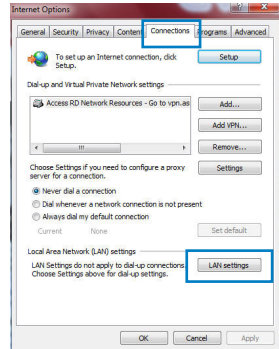 Internet Options
General Security Privacy Content Connections Programs Advanced
To set up an Internet connection, click
Setup.
Setup
Dial-up and Virtual Private Network settings
Access RD Network Resources - Go to vpn.as
Add...
Add VPN...
Remove...
Choose Settings if you need to configure a proxy
server for a connection.
Settings
Never dial a connection
Dial whenever a network connection is not present
Always dial my default connection
Current None
Set default
Local Area Network (LAN) settings
LAN Settings do not apply to dial-up connections.
Choose Settings above for dial-up settings.
LAN settings
OK Cancel Apply